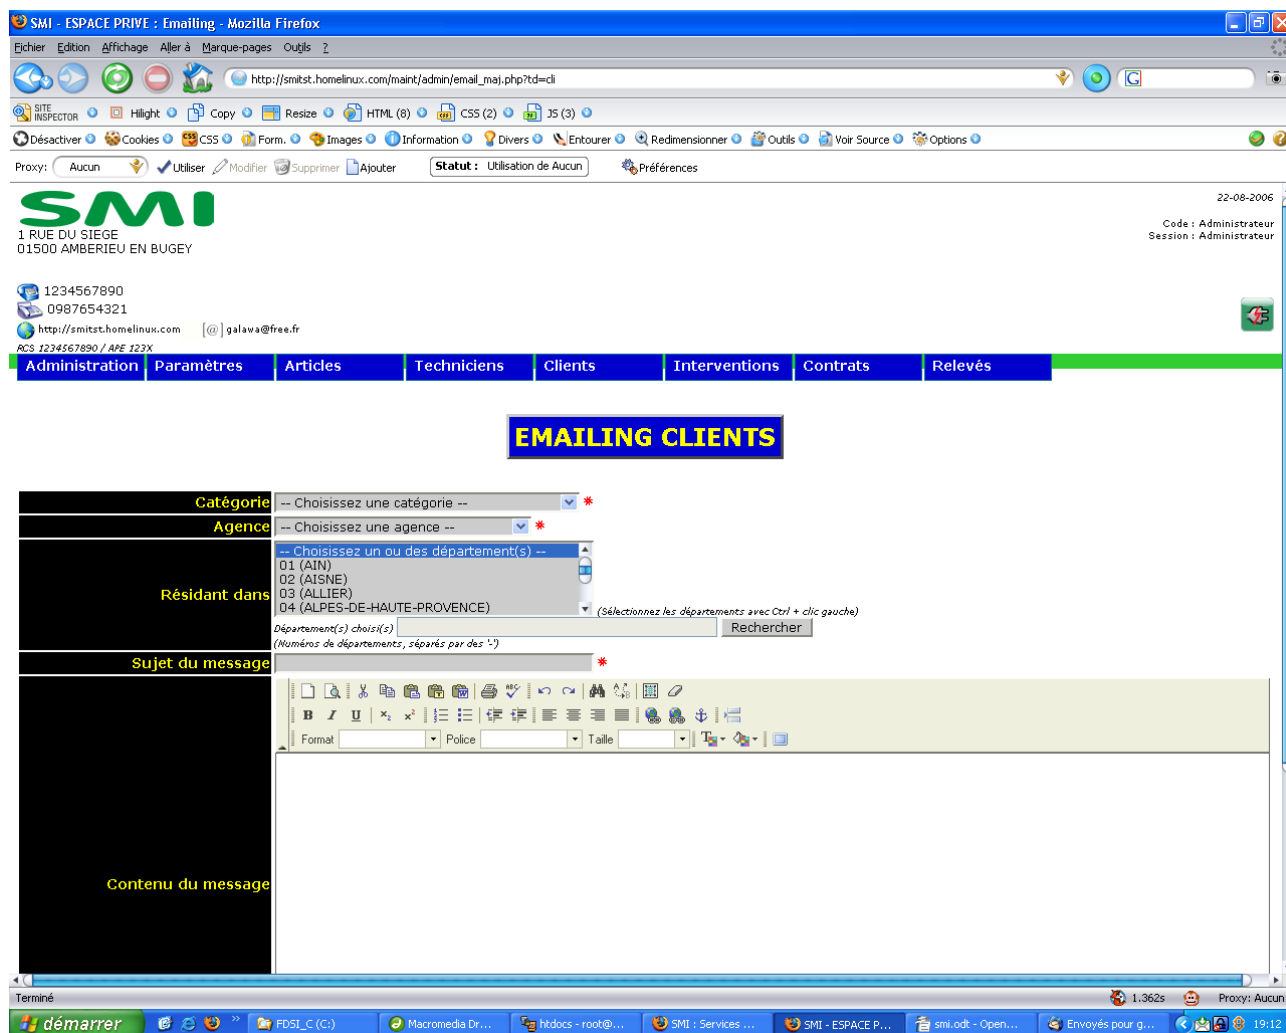 SMI - ESPACE PRIVE : Emailing - Mozilla Firefox
Fichier Edition Affichage Aller à Marque-pages Outils ?
http://smitst.homelinux.com/maint/admin/email_maj.php?td=cli
SITE INSPECTOR Hilight Copy Resize HTML (8) CSS (2) JS (3)
Désactiver Cookies CSS Form. Images Information Divers Entourer Redimensionner Outils Voir Source Options
Proxy: Aucun Utiliser Modifier Supprimer Ajouter Statut : Utilisation de Aucun Préférences
22-08-2006
SMI
1 RUE DU SIEGE
01500 AMBERIEU EN BUGEY
Code : Administrateur
Session : Administrateur
1234567890
0987654321
http://smitst.homelinux.com [@] galawa@free.fr
RCS 1234567890 / APE 123X
Administration Paramètres Articles Techniciens Clients Interventions Contrats Relevés
EMAILING CLIENTS
Catégorie -- Choisissez une catégorie -- *
Agence -- Choisissez une agence -- *
Résidant dans
-- Choisissez un ou des département(s) --
01 (AIN)
02 (AISNE)
03 (ALLIER)
04 (ALPES-DE-HAUTE-PROVENCE)
(Sélectionnez les départements avec Ctrl + clic gauche)
Département(s) choisi(s) Rechercher
(Numéros de départements, séparés par des '-')
Sujet du message *
B I U x₂ x²
Format Police Taille
Contenu du message
Terminé 1.362s Proxy: Aucun
démarrer FDSI_C (C:) Macromedia Dr... htdocs - root@... SMI : Services ... SMI - ESPACE P... smi.odt - Open... Envoyés pour g... 19:12